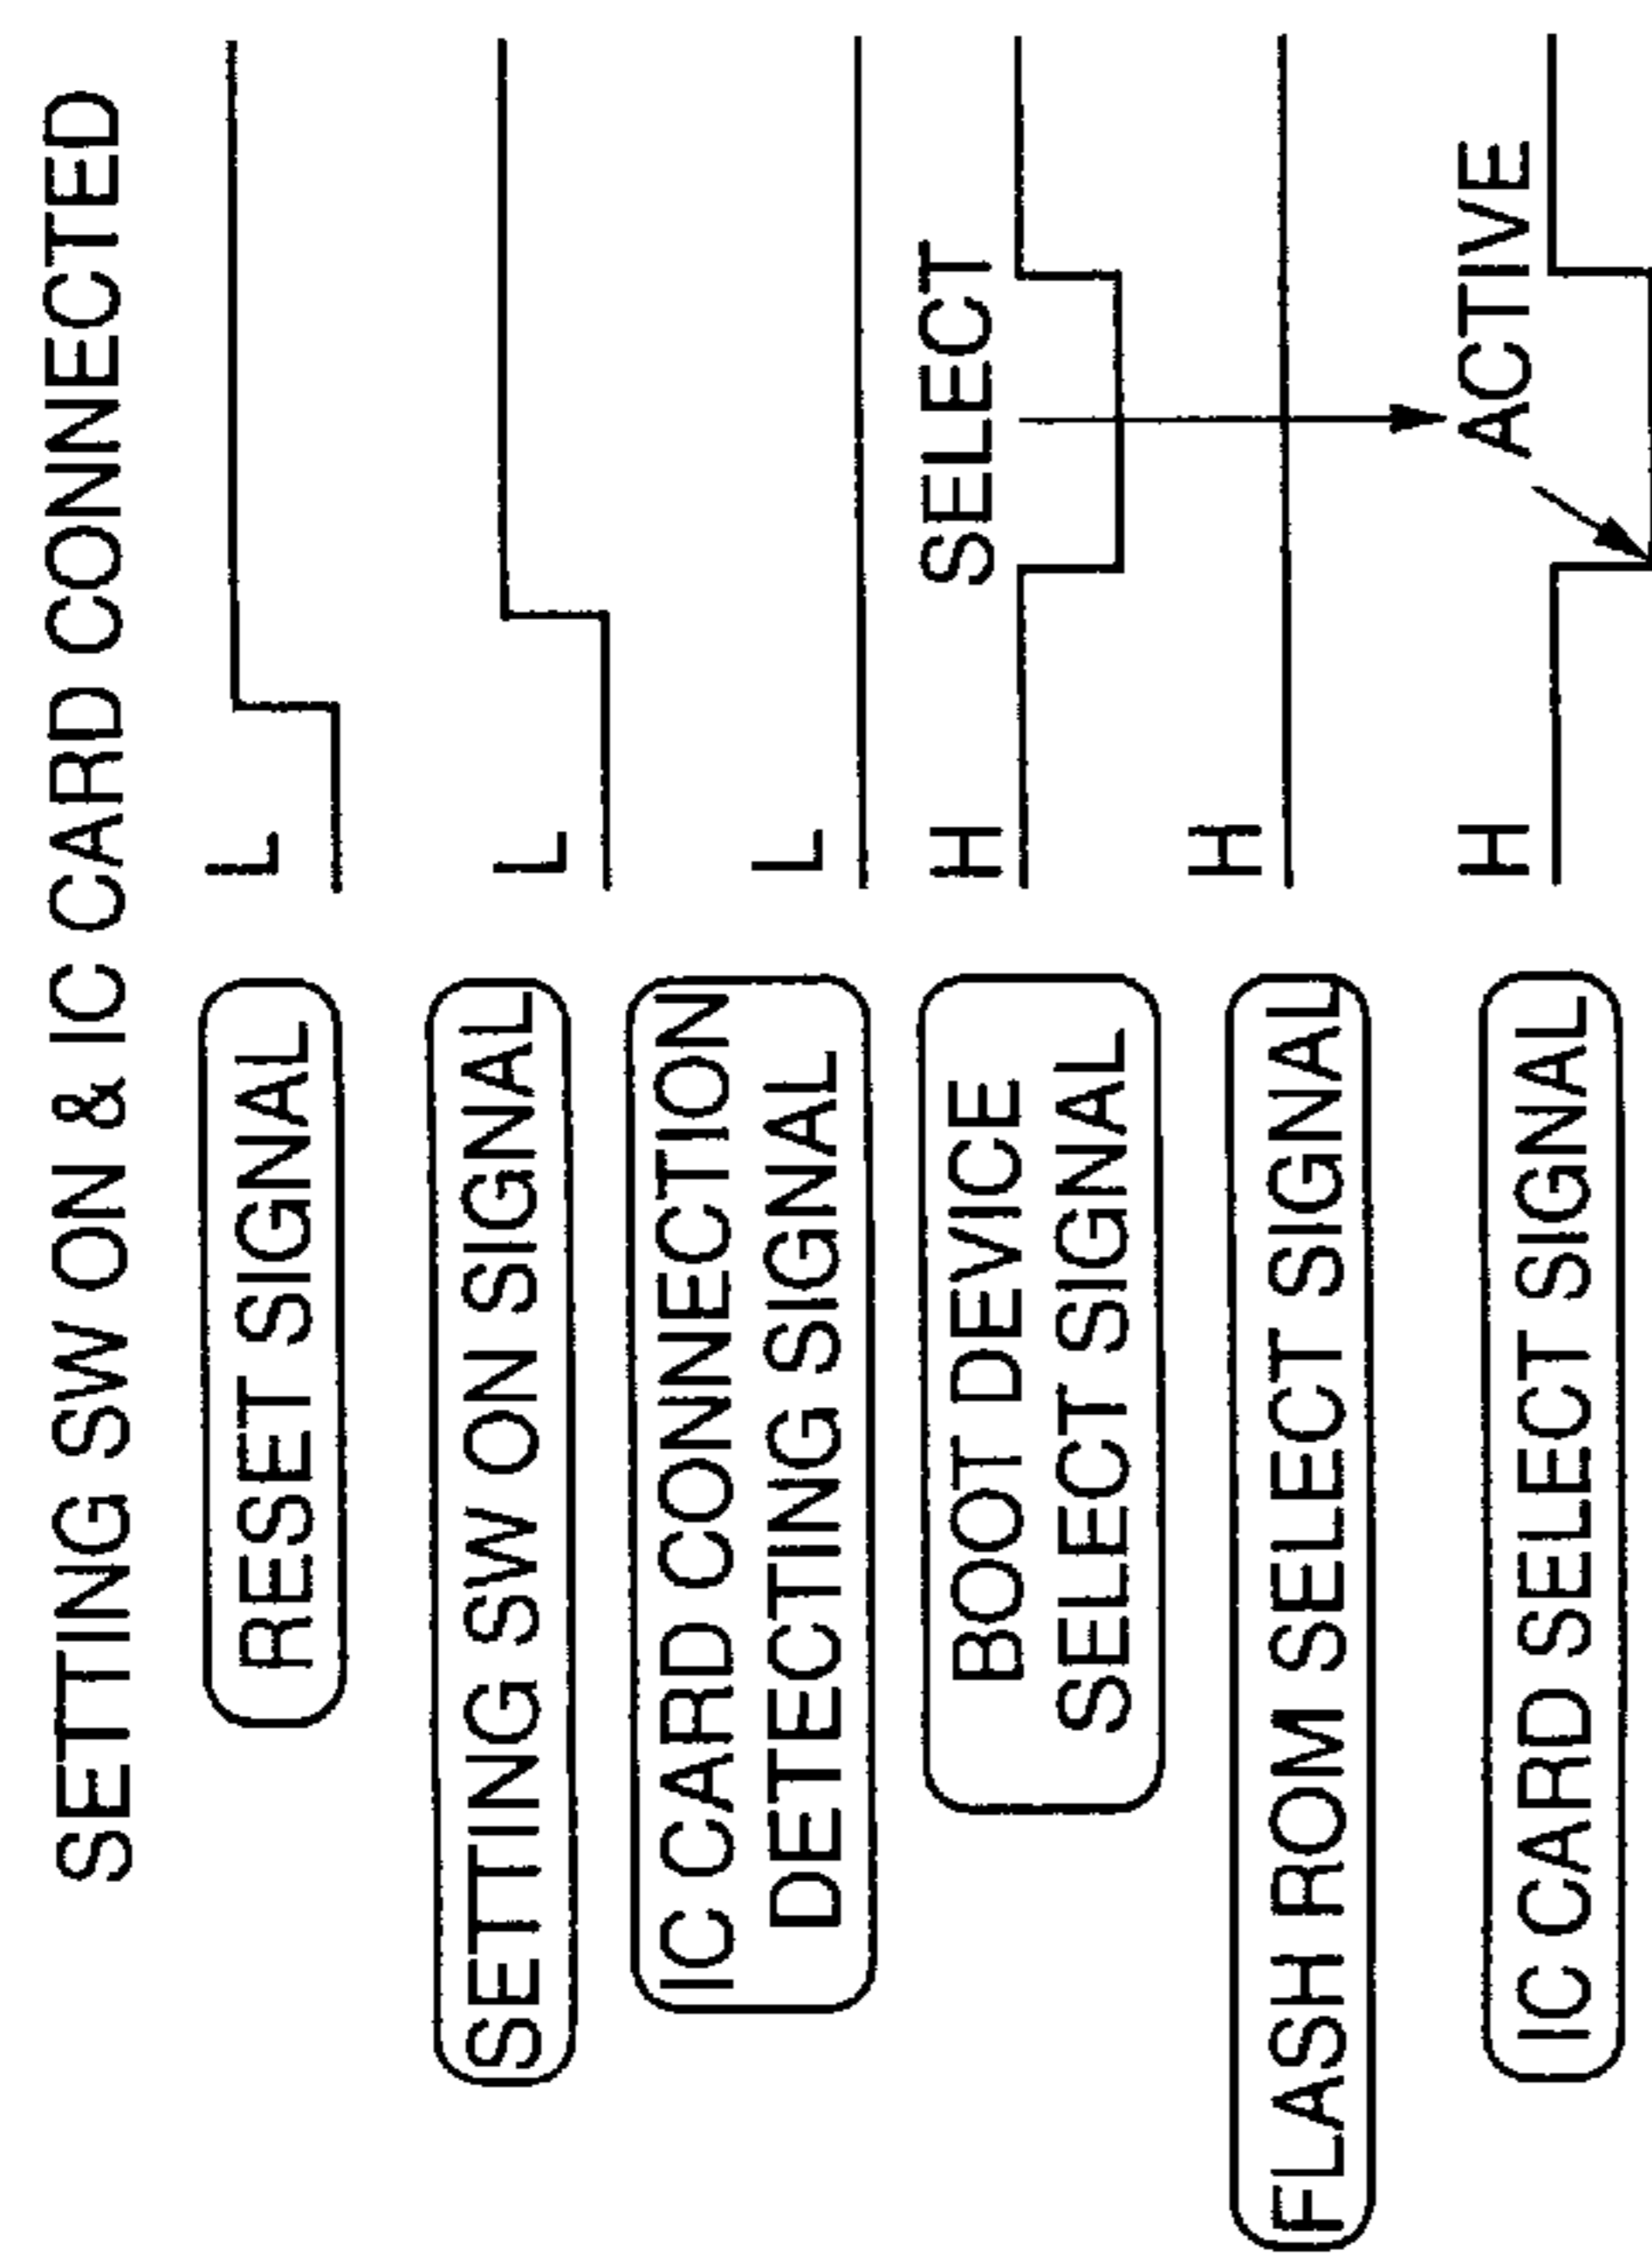 SETTING SW ON & IC CARD CONNECTED
RESET SIGNAL
L
SETTING SW ON SIGNAL
L
IC CARD CONNECTION
DETECTING SIGNAL
L
BOOT DEVICE
SELECT SIGNAL
H
SELECT
FLASH ROM SELECT SIGNAL
H
IC CARD SELECT SIGNAL
H
ACTIVE